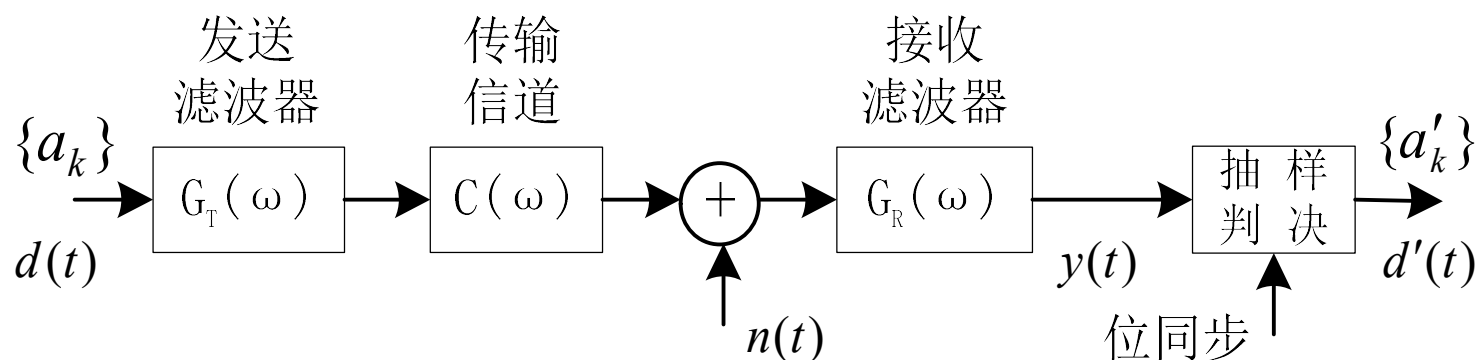 发送
滤波器
传输
信道
接收
滤波器
{a_k}
d(t)
G_T(ω)
C(ω)
+
n(t)
G_R(ω)
y(t)
抽 样
判 决
位同步
{a'_k}
d'(t)